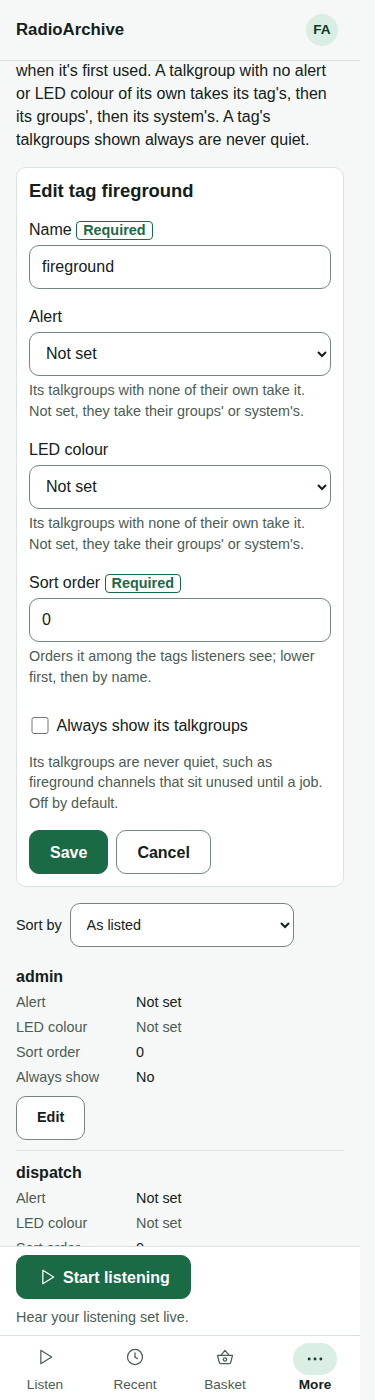 RadioArchive
FA
when it's first used. A talkgroup with no alert
or LED colour of its own takes its tag's, then
its groups', then its system's. A tag's
talkgroups shown always are never quiet.
Edit tag fireground
Name Required
fireground
Alert
Not set
Its talkgroups with none of their own take it.
Not set, they take their groups' or system's.
LED colour
Not set
Its talkgroups with none of their own take it.
Not set, they take their groups' or system's.
Sort order Required
0
Orders it among the tags listeners see; lower
first, then by name.
Always show its talkgroups
Its talkgroups are never quiet, such as
fireground channels that sit unused until a job.
Off by default.
Save Cancel
Sort by As listed
admin
Alert Not set
LED colour Not set
Sort order 0
Always show No
Edit
dispatch
Alert Not set
LED colour Not set
Start listening
Hear your listening set live.
Listen Recent Basket More